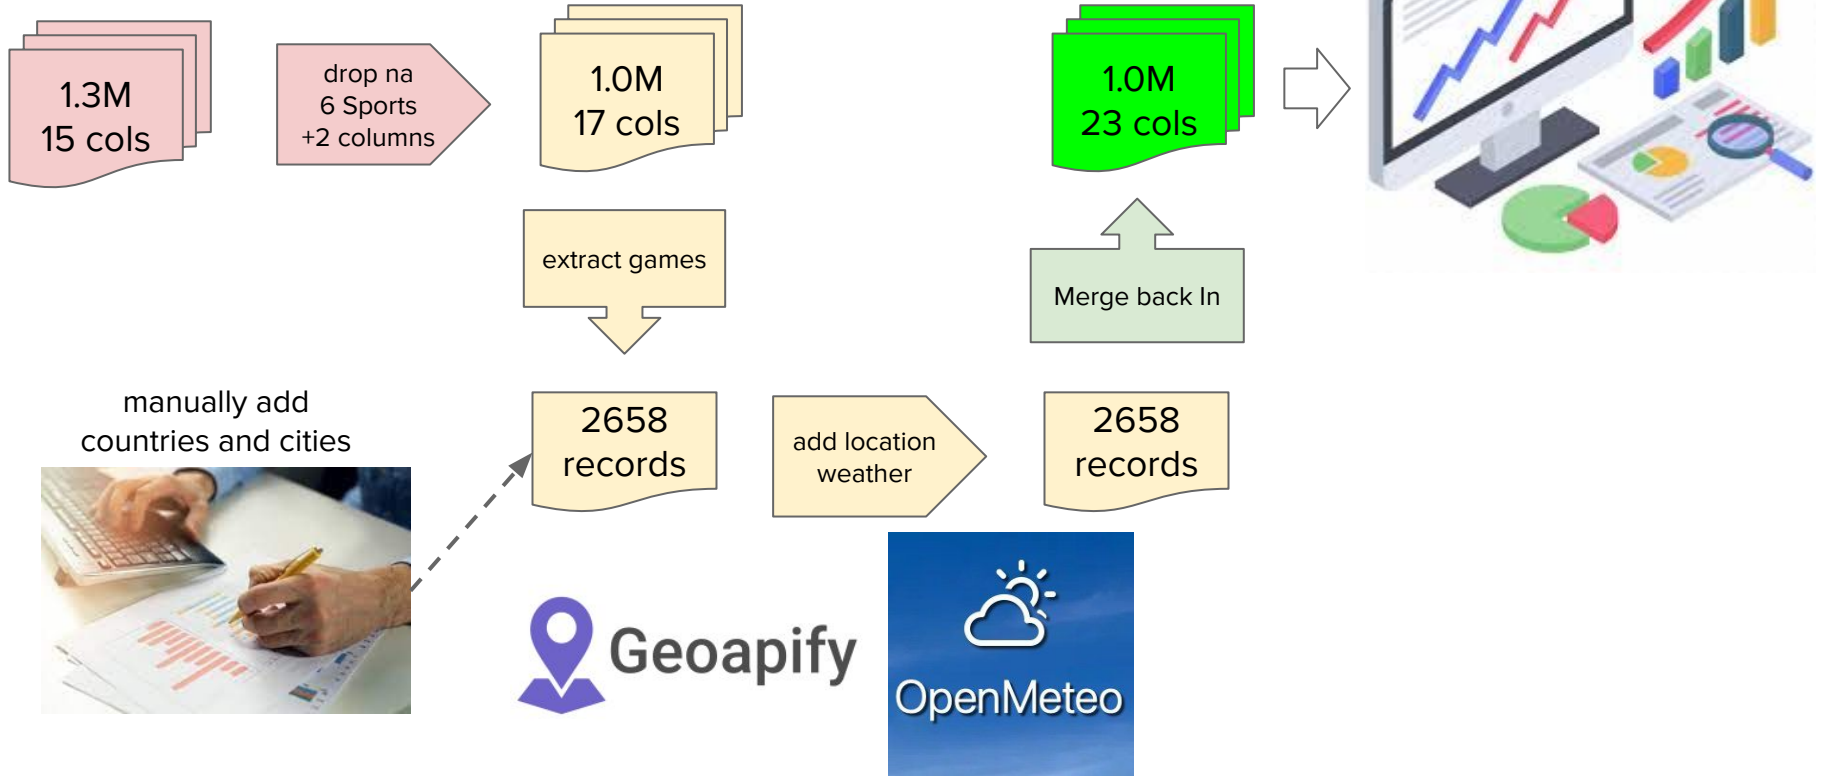 1.3M
15 cols
drop na
6 Sports
+2 columns
1.0M
17 cols
1.0M
23 cols
extract games
Merge back In
manually add
countries and cities
2658
records
add location
weather
2658
records
Geoapify
OpenMeteo